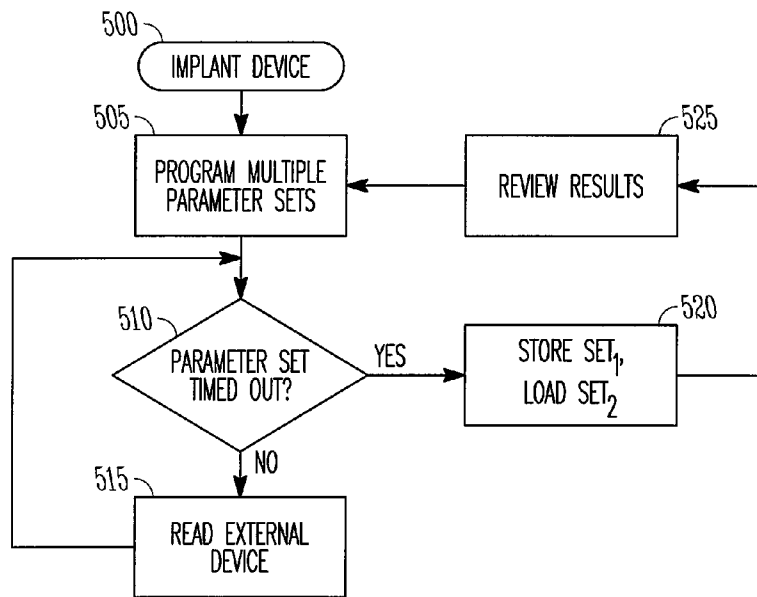 500
IMPLANT DEVICE
505
PROGRAM MULTIPLE
PARAMETER SETS
525
REVIEW RESULTS
510
PARAMETER SET
TIMED OUT?
YES
520
STORE SET1,
LOAD SET2
NO
515
READ EXTERNAL
DEVICE